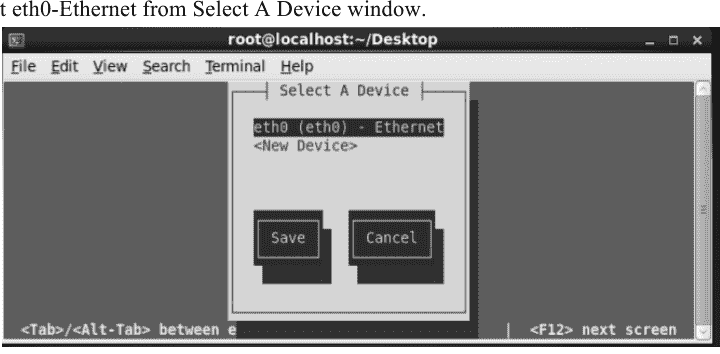 t eth0-Ethernet from Select A Device window.
root@localhost:~/Desktop
File Edit View Search Terminal Help
Select A Device
eth0 (eth0) - Ethernet
<New Device>
Save Cancel
<Tab>/<Alt-Tab> between e | <F12> next screen